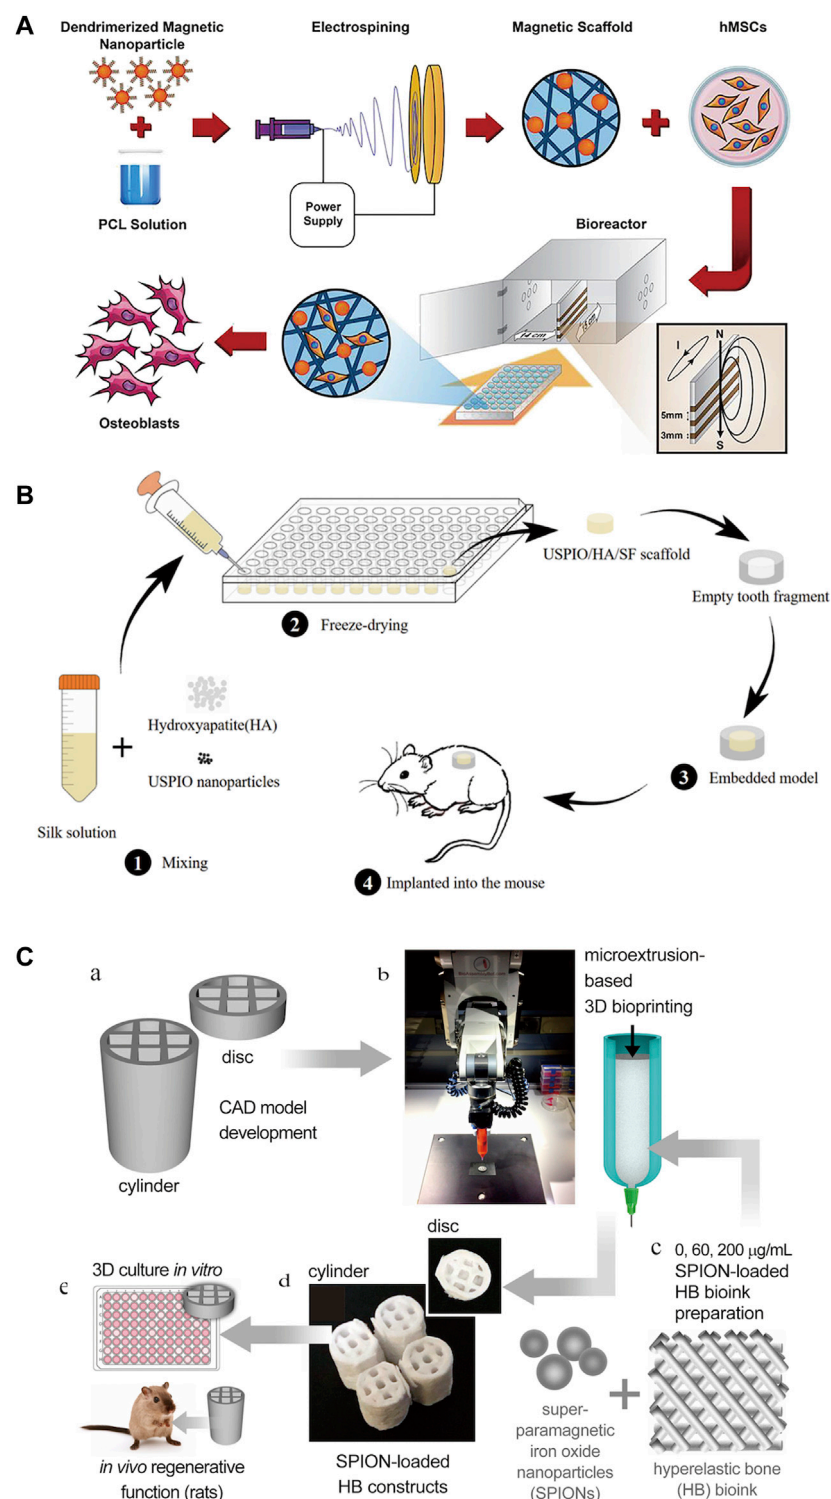 A
Dendrimerized Magnetic
Nanoparticle
Electrospining
Magnetic Scaffold
hMSCs
PCL Solution
Power
Supply
Bioreactor
14 cm
N
I
5mm
3mm
S
Osteoblasts
B
USPIO/HA/SF scaffold
Empty tooth fragment
2 Freeze-drying
Hydroxyapatite(HA)
USPIO nanoparticles
Silk solution
1 Mixing
3 Embedded model
4 Implanted into the mouse
C
a
disc
CAD model
development
cylinder
b
microextrusion-
based
3D bioprinting
c 0, 60, 200 µg/mL
SPION-loaded
HB bioink
preparation
disc
d cylinder
3D culture in vitro
e
in vivo regenerative
function (rats)
SPION-loaded
HB constructs
super-
paramagnetic
iron oxide
nanoparticles
(SPIONs)
hyperelastic bone
(HB) bioink